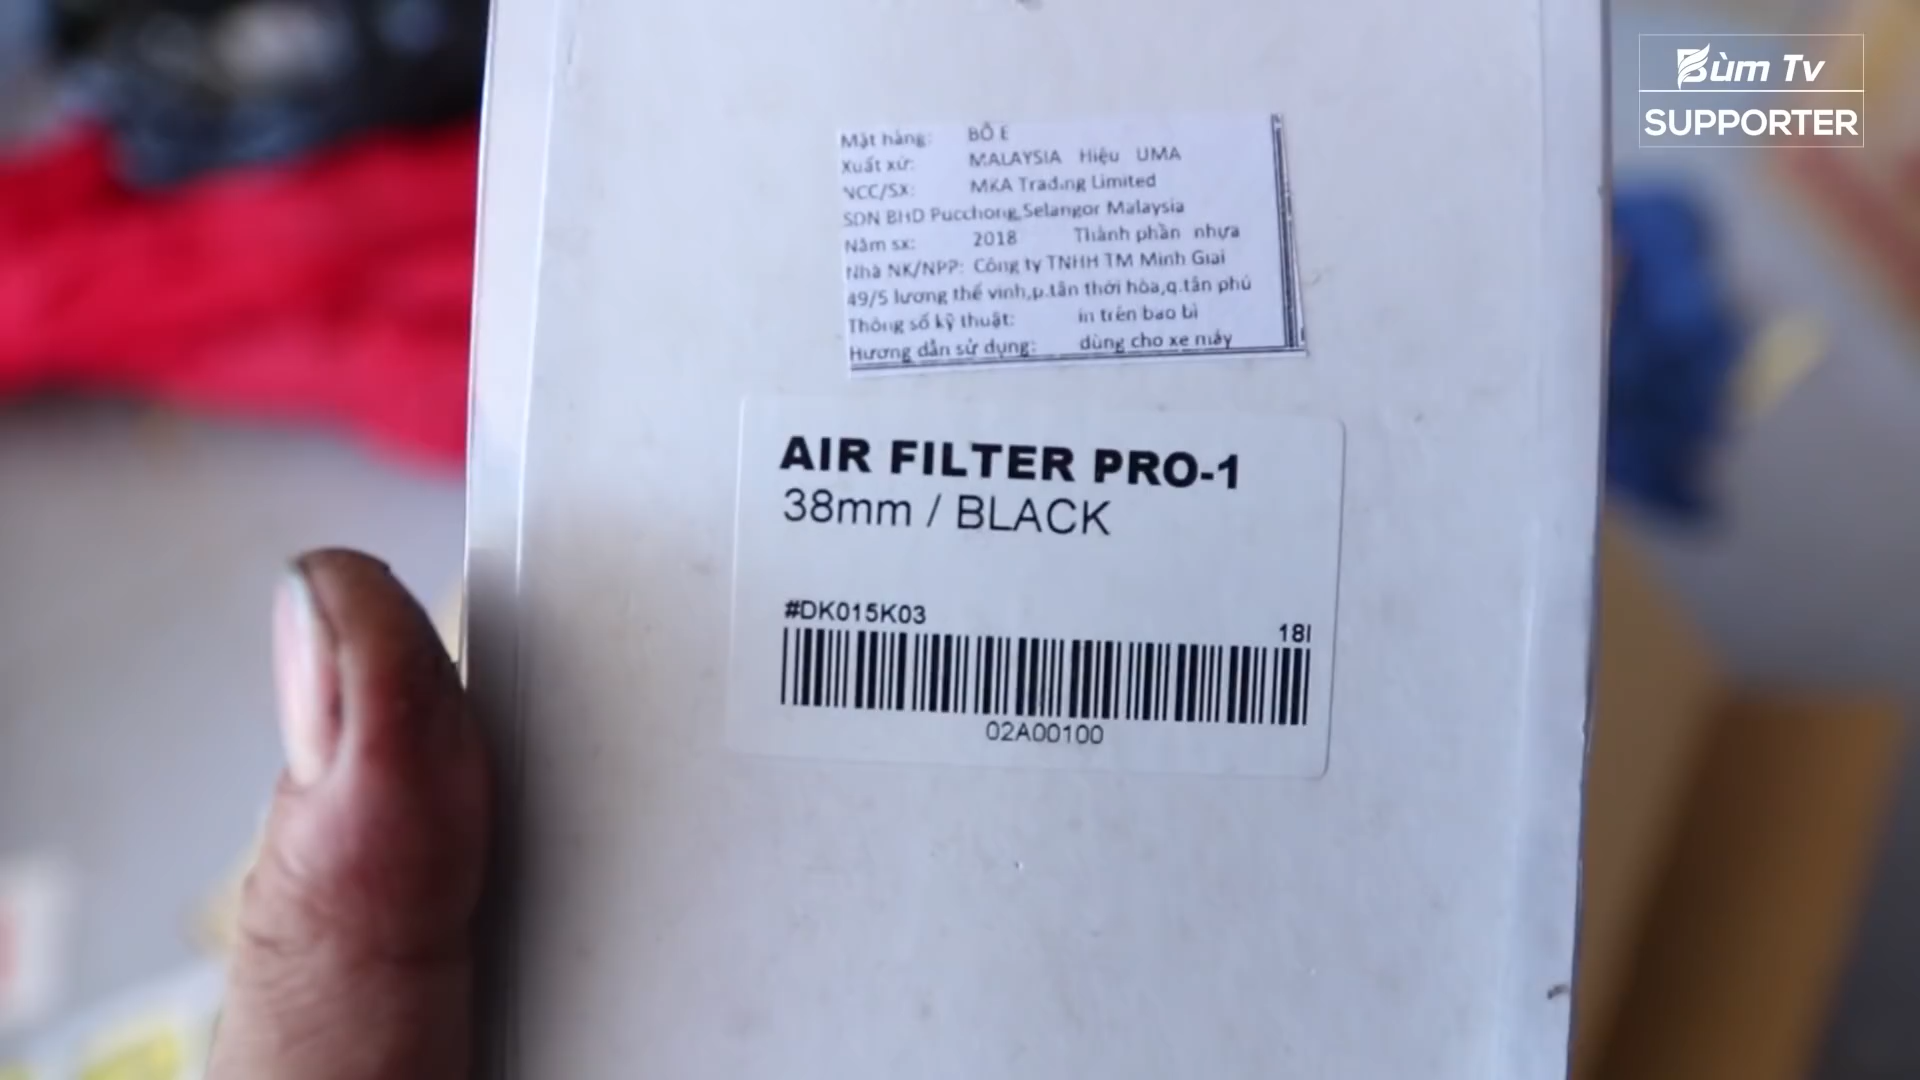 Bùm Tv
SUPPORTER
Mặt hàng: BÔ E
Xuất xứ: MALAYSIA Hiệu UMA
NCC/SX: MKA Trading Limited
SDN BHD Pucchong,Selangor Malaysia
Năm sx: 2018 Thành phần nhựa
Nhà NK/NPP: Công ty TNHH TM Minh Giai
49/5 lương thế vinh,p.tân thới hòa,q.tân phú
Thông số kỹ thuật: in trên bao bì
Hương dẫn sử dụng: dùng cho xe máy
AIR FILTER PRO-1
38mm / BLACK
#DK015K03
18I
02A00100